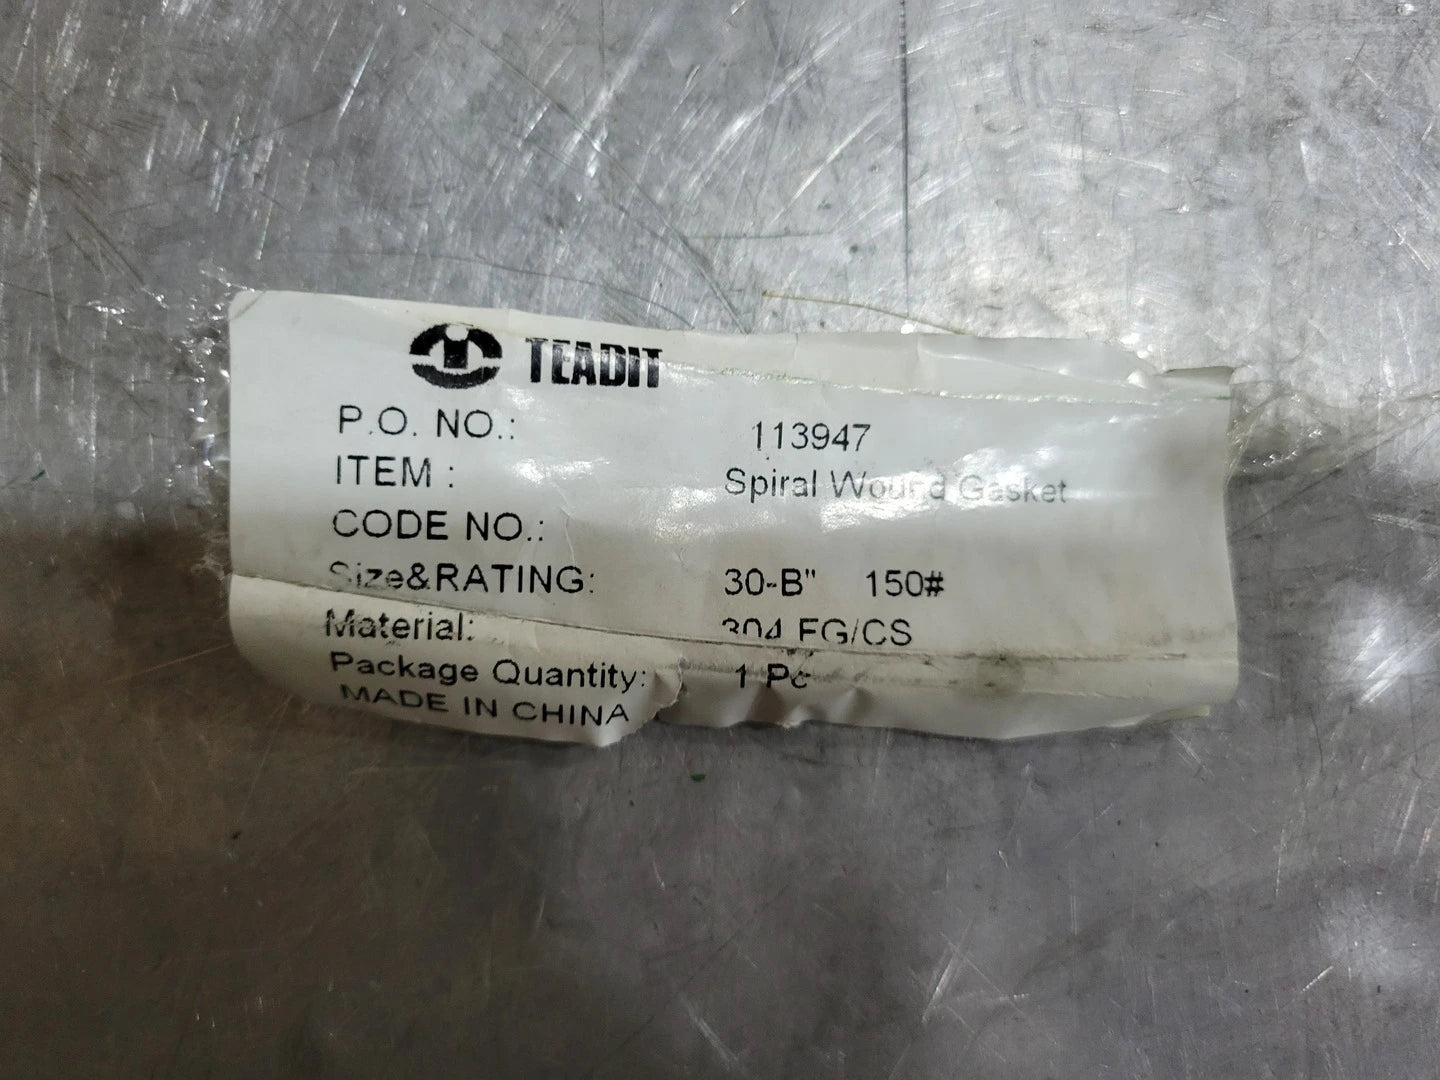 TEADIT
P.O. NO.: 113947
ITEM : Spiral Wound Gasket
CODE NO.:
Size&RATING: 30-B" 150#
Material: 304 FG/CS
Package Quantity: 1 Pc
MADE IN CHINA